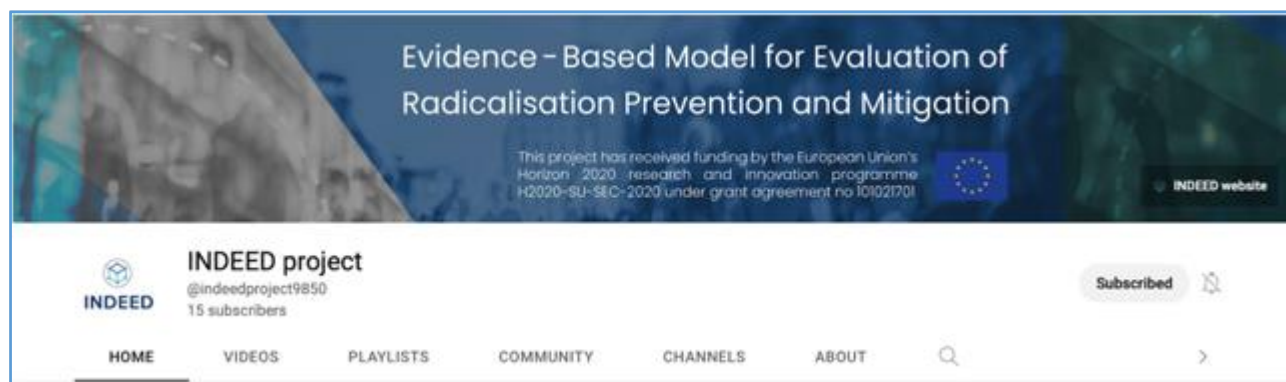 Evidence-Based Model for Evaluation of
Radicalisation Prevention and Mitigation
This project has received funding by the European Union's
Horizon 2020 research and innovation programme
H2020-SU-SEC-2020 under grant agreement no 101021701
INDEED website
INDEED
INDEED project
@indeedproject9850
15 subscribers
Subscribed
HOME VIDEOS PLAYLISTS COMMUNITY CHANNELS ABOUT